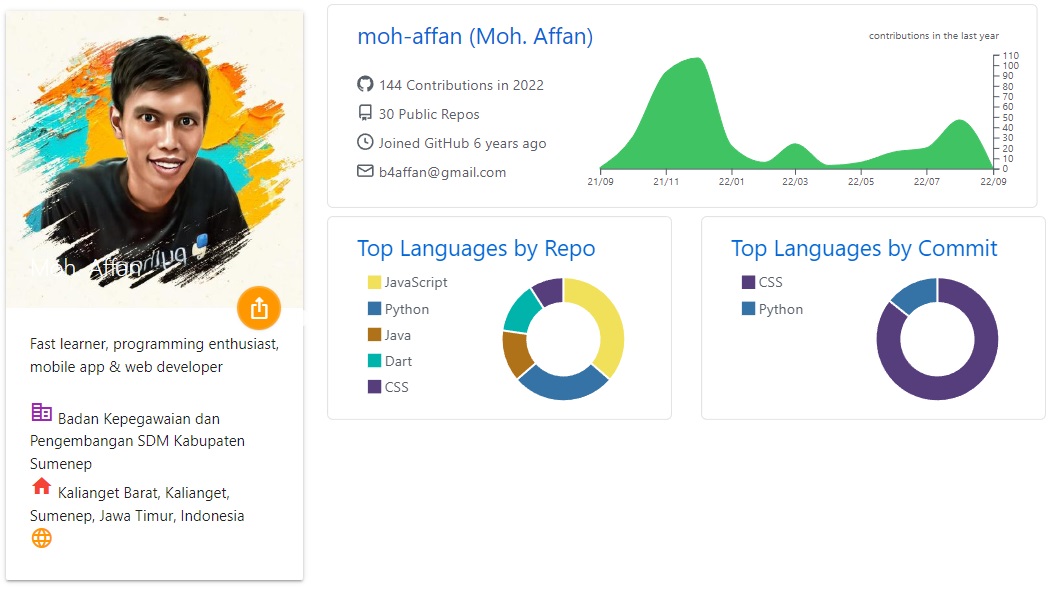 Moh. Affan
Fast learner, programming enthusiast,
mobile app & web developer
Badan Kepegawaian dan
Pengembangan SDM Kabupaten
Sumenep
Kalianget Barat, Kalianget,
Sumenep, Jawa Timur, Indonesia
moh-affan (Moh. Affan)
144 Contributions in 2022
30 Public Repos
Joined GitHub 6 years ago
b4affan@gmail.com
contributions in the last year
110
100
90
80
70
60
50
40
30
20
10
0
21/09 21/11 22/01 22/03 22/05 22/07 22/09
Top Languages by Repo
JavaScript
Python
Java
Dart
CSS
Top Languages by Commit
CSS
Python